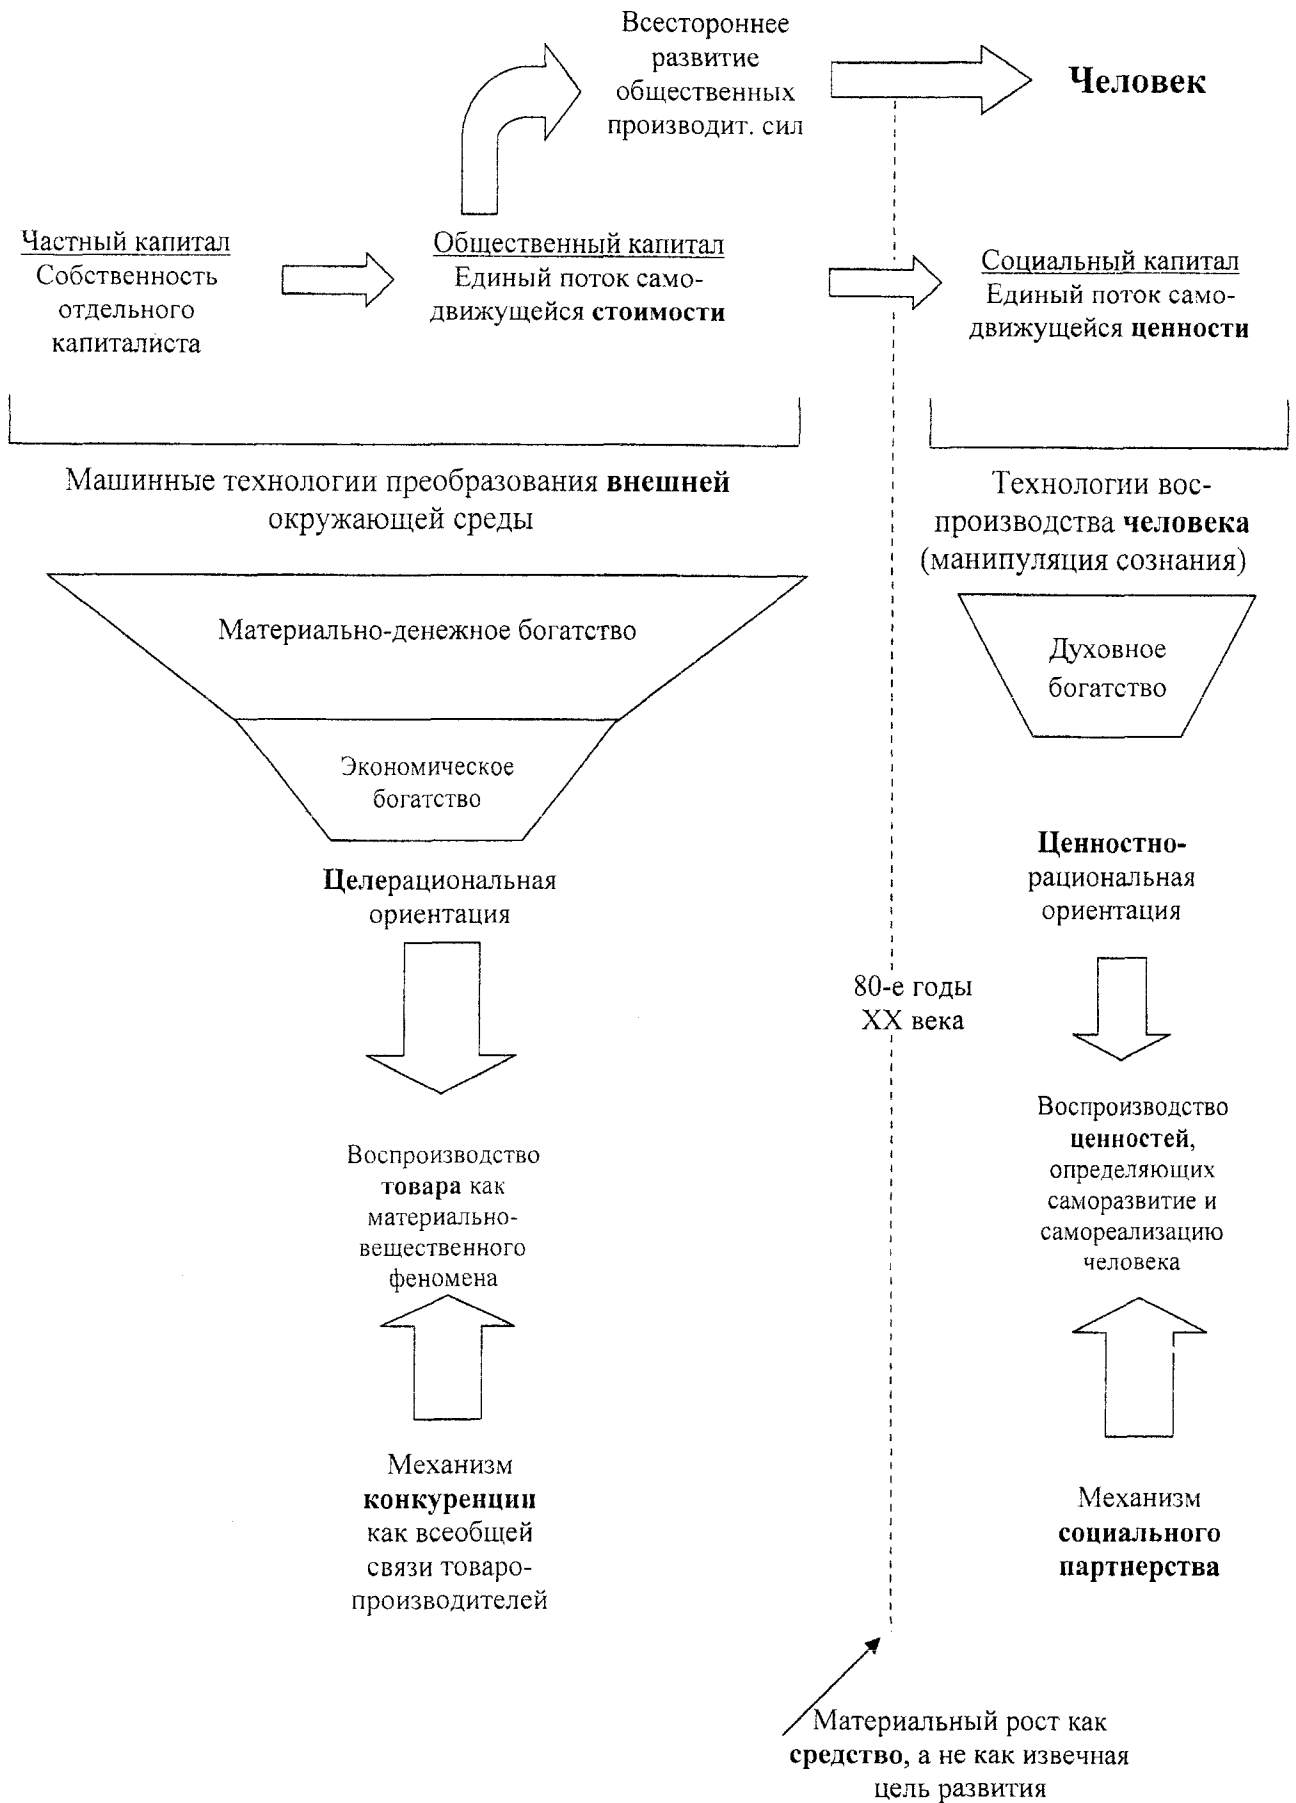 Всестороннее
развитие
общественных
производит. сил
Человек
Частный капитал
Собственность
отдельного
капиталиста
Общественный капитал
Единый поток само-
движущейся стоимости
Социальный капитал
Единый поток само-
движущейся ценности
Машинные технологии преобразования внешней
окружающей среды
Технологии вос-
производства человека
(манипуляция сознания)
Материально-денежное богатство
Экономическое
богатство
Духовное
богатство
Целерациональная
ориентация
Ценностно-
рациональная
ориентация
80-е годы
XX века
Воспроизводство
товара как
материально-
вещественного
феномена
Воспроизводство
ценностей,
определяющих
саморазвитие и
самореализацию
человека
Механизм
конкуренции
как всеобщей
связи товаро-
производителей
Механизм
социального
партнерства
Материальный рост как
средство, а не как извечная
цель развития